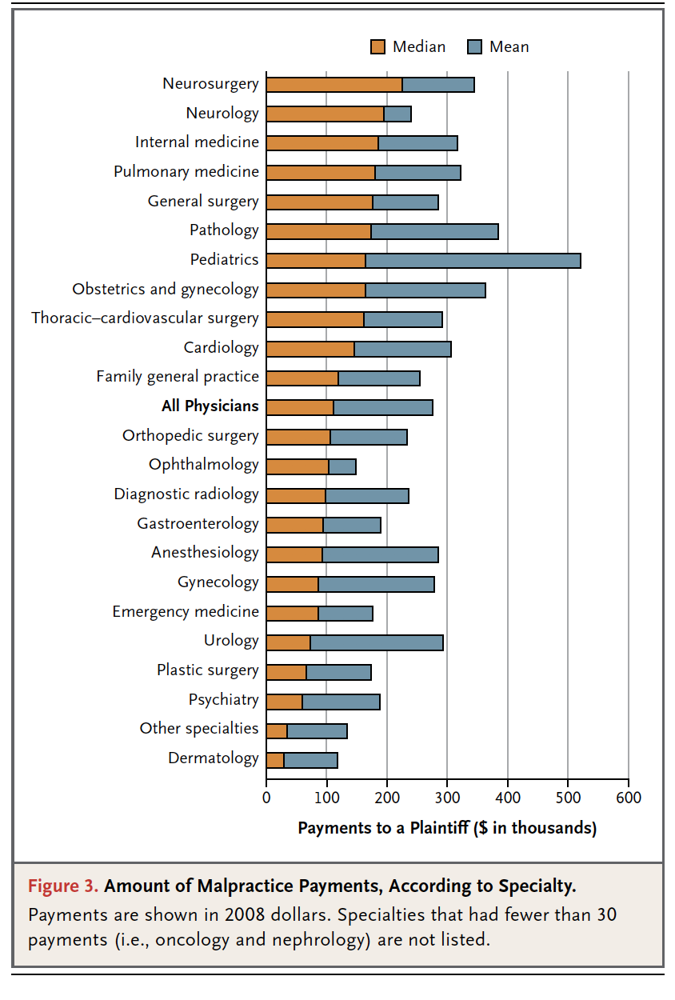 Median Mean
Neurosurgery
Neurology
Internal medicine
Pulmonary medicine
General surgery
Pathology
Pediatrics
Obstetrics and gynecology
Thoracic–cardiovascular surgery
Cardiology
Family general practice
All Physicians
Orthopedic surgery
Ophthalmology
Diagnostic radiology
Gastroenterology
Anesthesiology
Gynecology
Emergency medicine
Urology
Plastic surgery
Psychiatry
Other specialties
Dermatology
0 100 200 300 400 500 600
Payments to a Plaintiff ($ in thousands)
Figure 3. Amount of Malpractice Payments, According to Specialty.
Payments are shown in 2008 dollars. Specialties that had fewer than 30
payments (i.e., oncology and nephrology) are not listed.